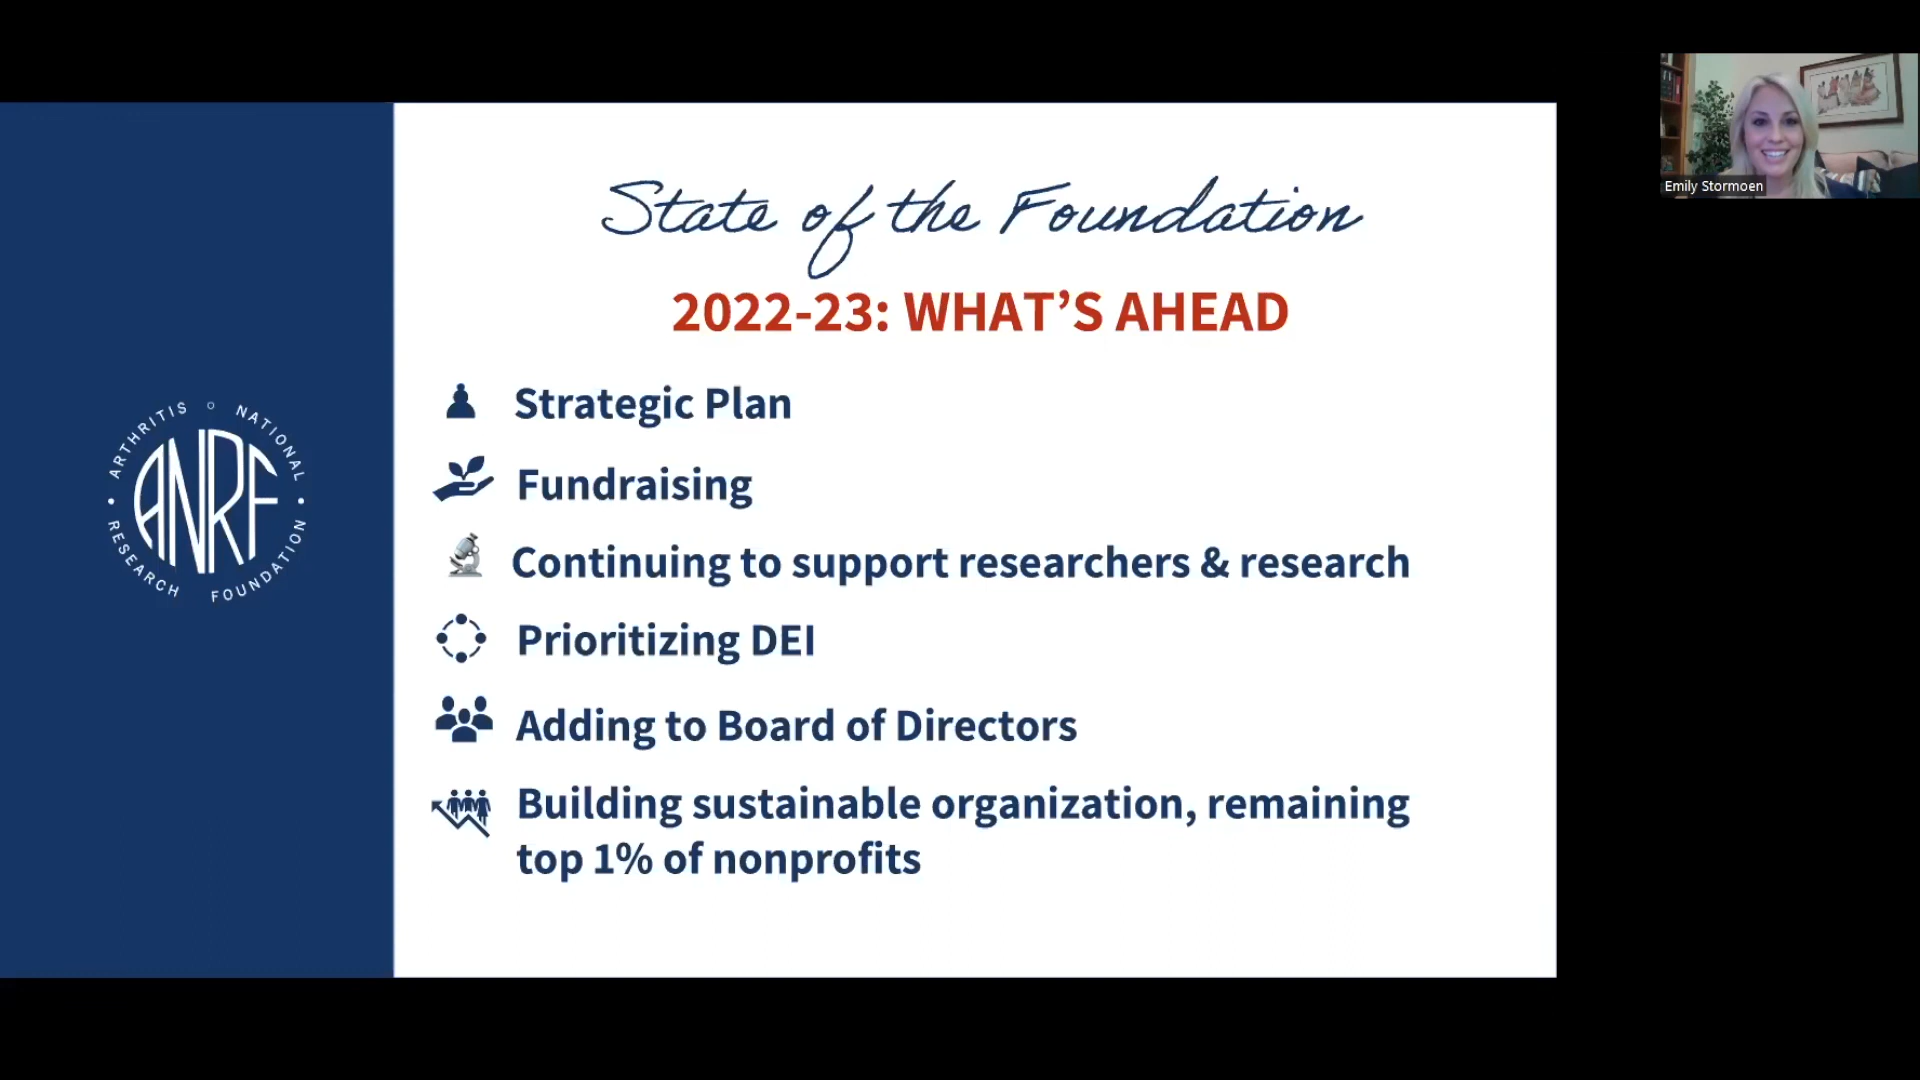 State of the Foundation
2022-23: WHAT’S AHEAD
Strategic Plan
Fundraising
Continuing to support researchers & research
Prioritizing DEI
Adding to Board of Directors
Building sustainable organization, remaining
top 1% of nonprofits
ARTHRITIS NATIONAL
ANRF
RESEARCH FOUNDATION
Emily Stormoen